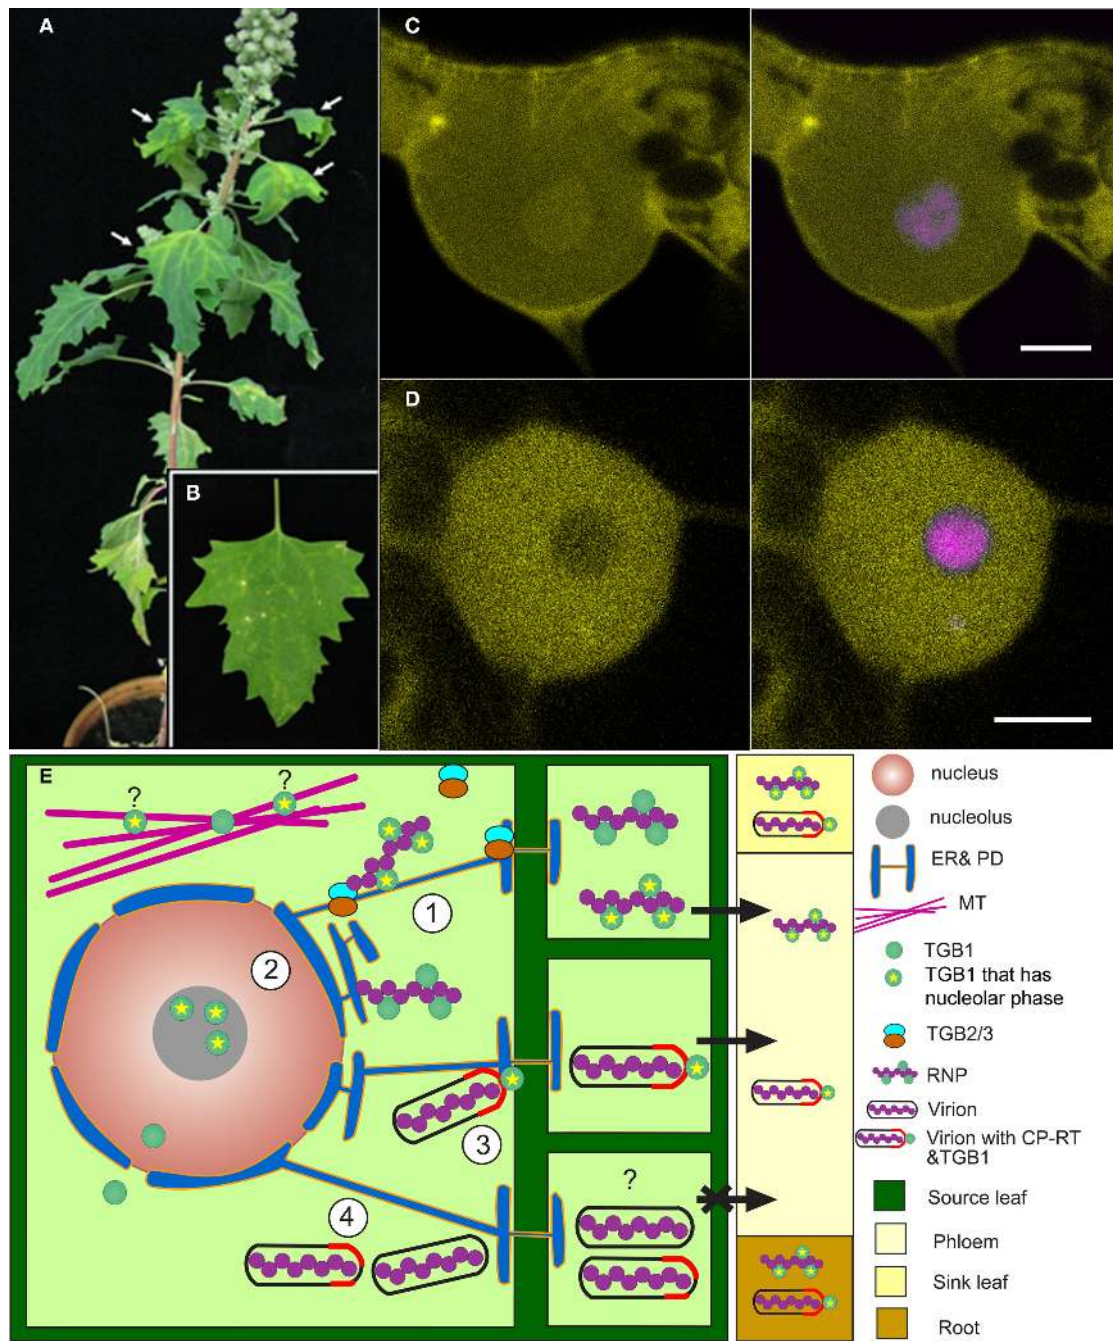 A
B
C
D
E
?
?
1
2
3
4
?
nucleus
nucleolus
ER& PD
MT
TGB1
TGB1 that has
nucleolar phase
TGB2/3
RNP
Virion
Virion with CP-RT
&TGB1
Source leaf
Phloem
Sink leaf
Root